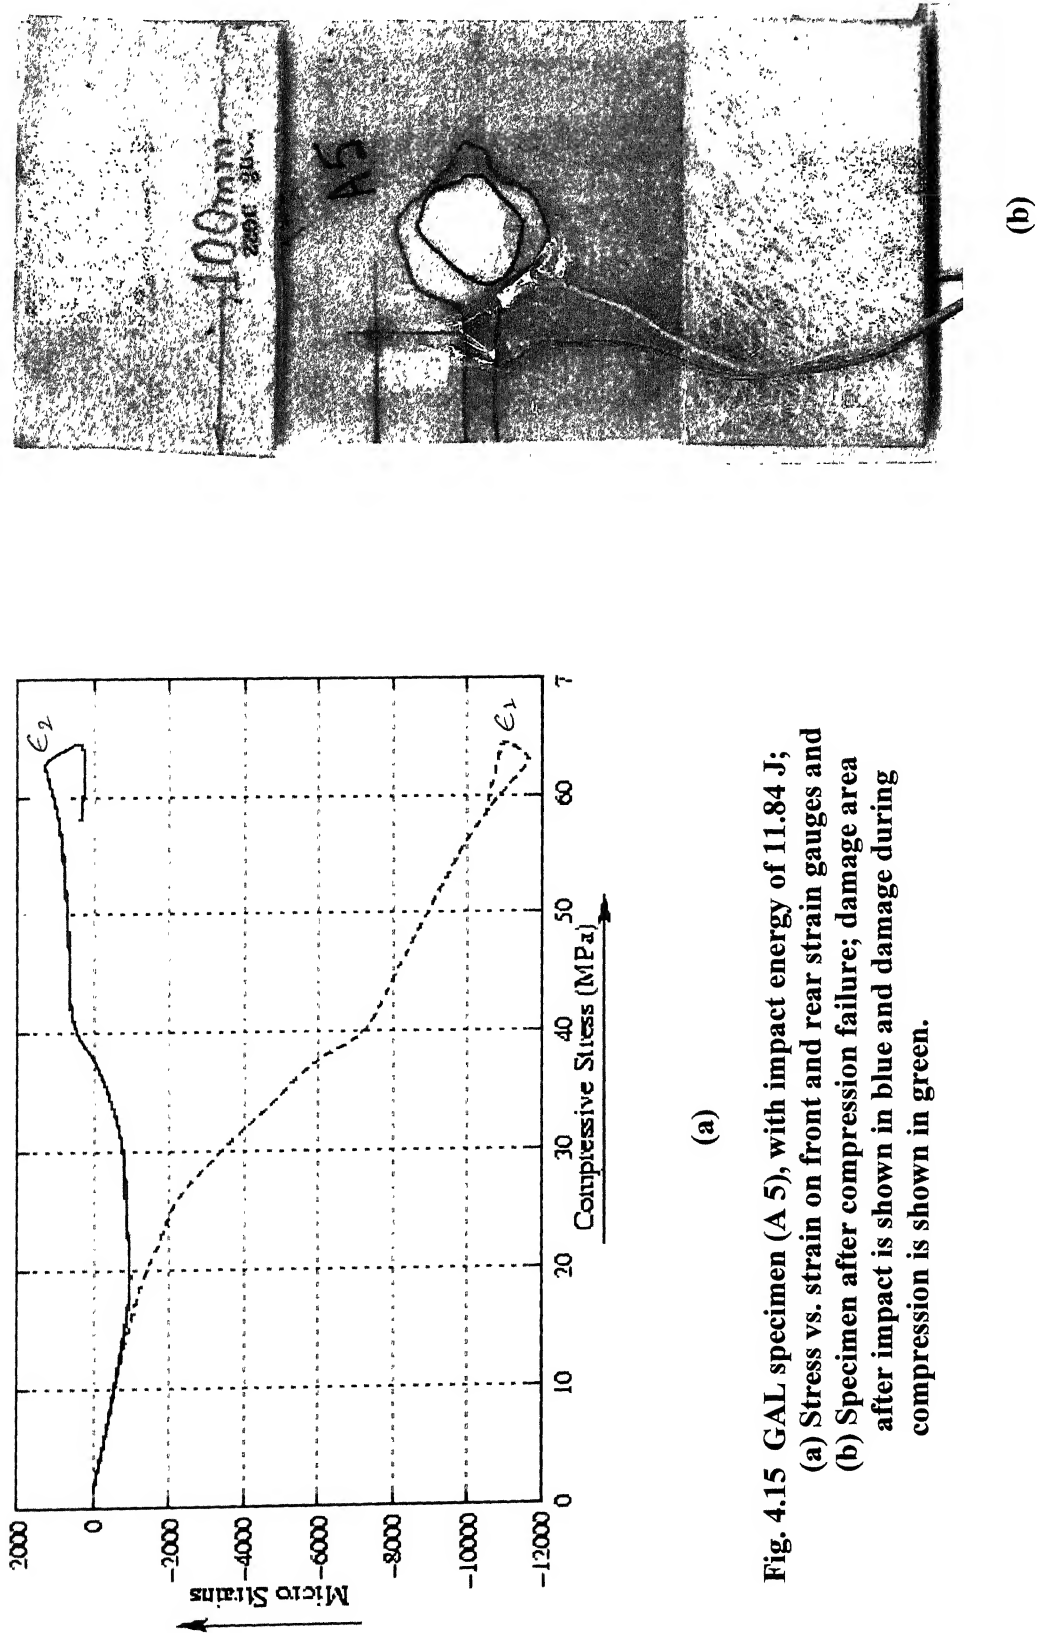 2000
0
-2000
-4000
-6000
-8000
-10000
-12000
Micro Strains
0
10
20
30
40
50
60
7
Compressive Stress (MPa)
ε2
ε1
(a)
100mm
A5
(b)
Fig. 4.15 GAL specimen (A 5), with impact energy of 11.84 J;
(a) Stress vs. strain on front and rear strain gauges and
(b) Specimen after compression failure; damage area
after impact is shown in blue and damage during
compression is shown in green.